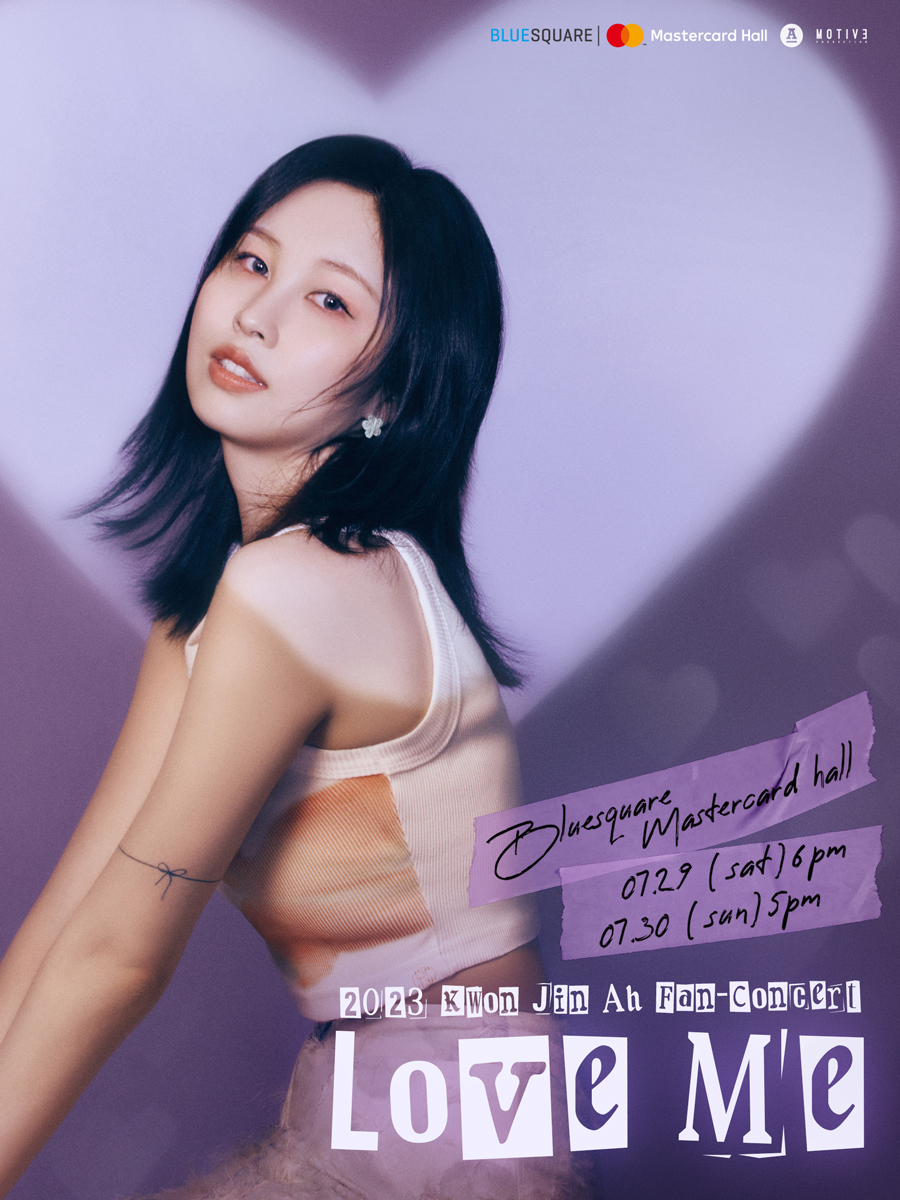 BLUESQUARE | Mastercard Hall A MOTIVE
PRODUCTION
Bluesquare
Mastercard hall
07.29 (sat) 6pm
07.30 (sun) 5pm
2023 Kwon Jin Ah Fan-Concert
Love Me